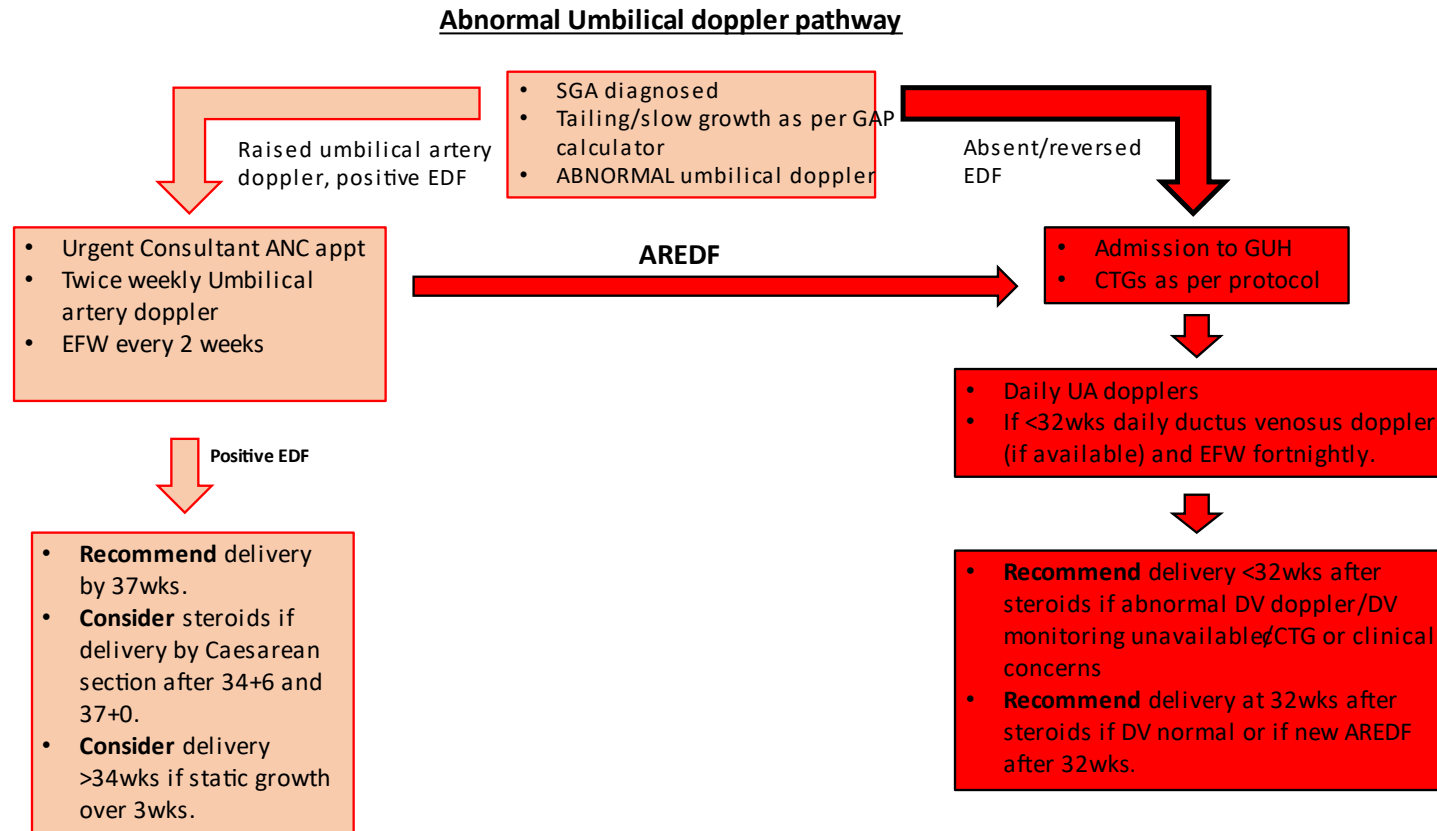 Abnormal Umbilical doppler pathway
• SGA diagnosed
• Tailing/slow growth as per GAP
calculator
• ABNORMAL umbilical doppler
Raised umbilical artery
doppler, positive EDF
Absent/reversed
EDF
• Urgent Consultant ANC appt
• Twice weekly Umbilical
artery doppler
• EFW every 2 weeks
AREDF
• Admission to GUH
• CTGs as per protocol
• Daily UA dopplers
• If <32wks daily ductus venosus doppler
(if available) and EFW fortnightly.
Positive EDF
• Recommend delivery
by 37wks.
• Consider steroids if
delivery by Caesarean
section after 34+6 and
37+0.
• Consider delivery
>34wks if static growth
over 3wks.
• Recommend delivery <32wks after
steroids if abnormal DV doppler/DV
monitoring unavailable/CTG or clinical
concerns
• Recommend delivery at 32wks after
steroids if DV normal or if new AREDF
after 32wks.